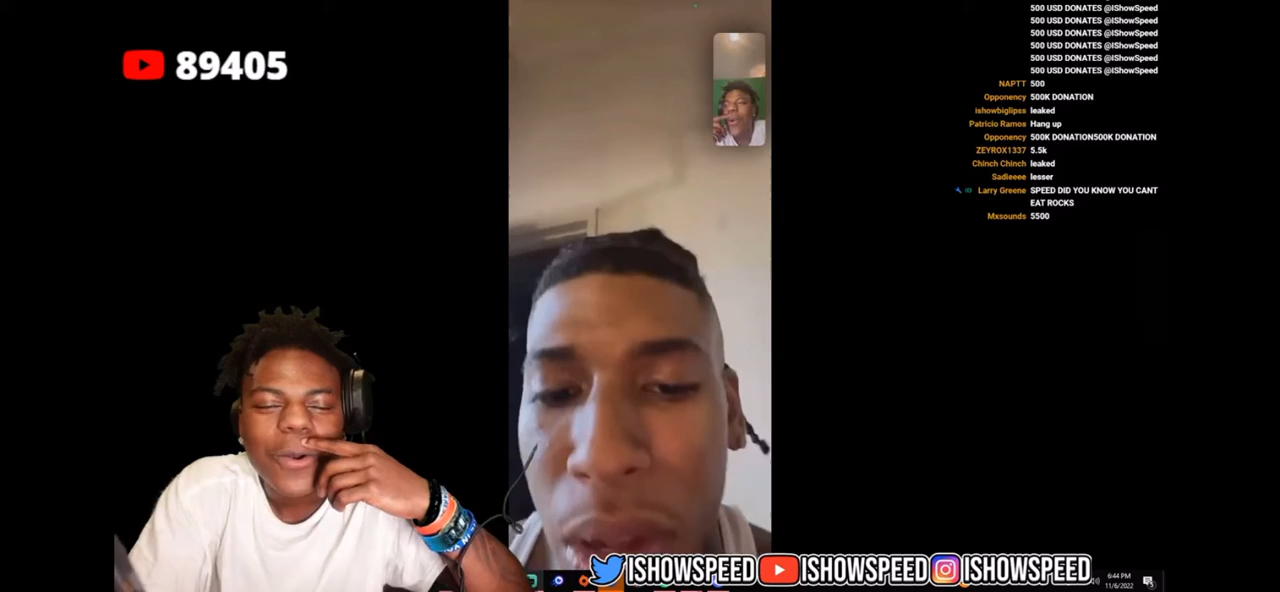 89405
500 USD DONATES @IShowSpeed
500 USD DONATES @IShowSpeed
500 USD DONATES @IShowSpeed
500 USD DONATES @IShowSpeed
500 USD DONATES @IShowSpeed
500 USD DONATES @IShowSpeed
NAPTT 500
Opponency 500K DONATION
ishowbiglipss leaked
Patricio Ramos Hang up
Opponency 500K DONATION500K DONATION
ZEYROX1337 5.5k
Chinch Chinch leaked
Sadieeee lesser
Larry Greene SPEED DID YOU KNOW YOU CANT
EAT ROCKS
Mxsounds 5500
ISHOWSPEED ISHOWSPEED ISHOWSPEED
6:44 PM
11/6/2022